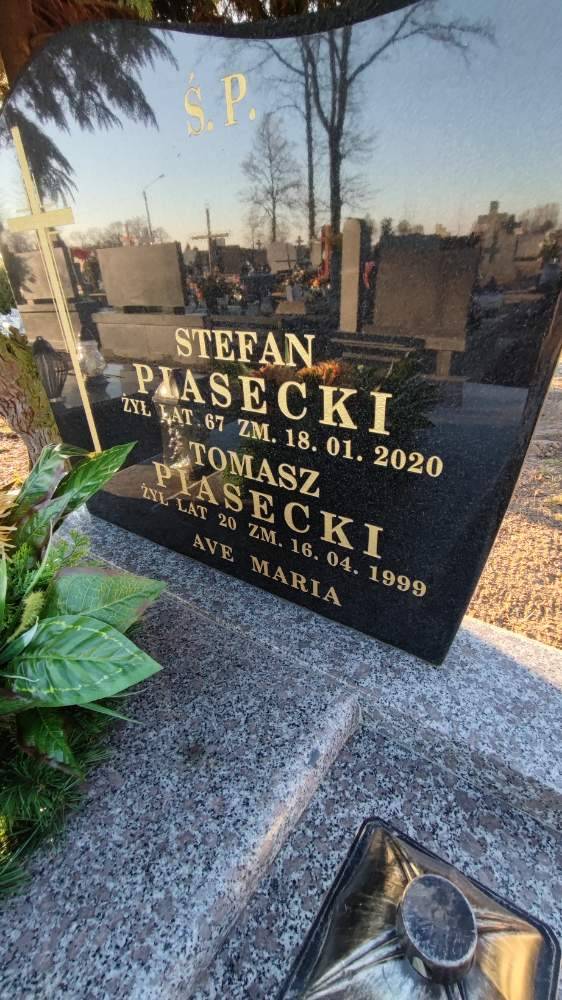 Ś. P.
STEFAN
PIASECKI
ŻYŁ LAT 67 ZM. 18. 01. 2020
TOMASZ
PIASECKI
ŻYŁ LAT 20 ZM. 16. 04. 1999
AVE MARIA